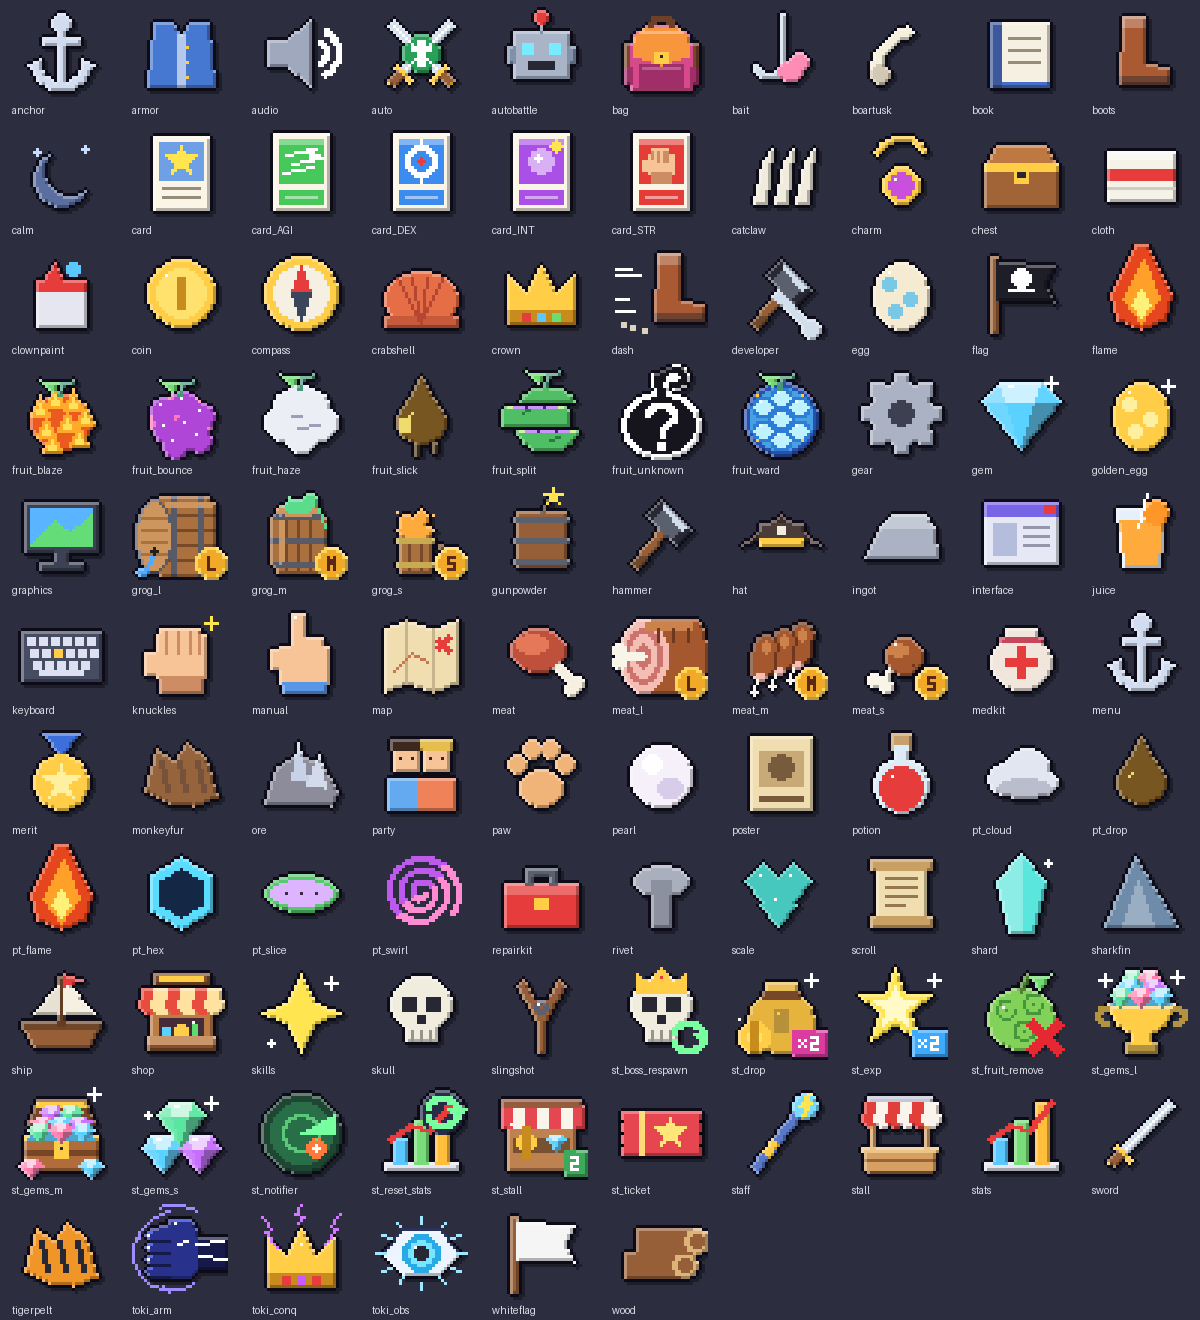 anchor armor audio auto autobattle bag bait boartusk book boots
calm card card_AGI card_DEX card_INT card_STR catclaw charm chest cloth
clownpaint coin compass crabshell crown dash developer egg flag flame
?
fruit_blaze fruit_bounce fruit_haze fruit_slick fruit_split fruit_unknown fruit_ward gear gem golden_egg
L M S
graphics grog_l grog_m grog_s gunpowder hammer hat ingot interface juice
L M S
keyboard knuckles manual map meat meat_l meat_m meat_s medkit menu
merit monkeyfur ore party paw pearl poster potion pt_cloud pt_drop
pt_flame pt_hex pt_slice pt_swirl repairkit rivet scale scroll shard sharkfin
×2 ×2
ship shop skills skull slingshot st_boss_respawn st_drop st_exp st_fruit_remove st_gems_l
2
st_gems_m st_gems_s st_notifier st_reset_stats st_stall st_ticket staff stall stats sword
tigerpelt toki_arm toki_conq toki_obs whiteflag wood